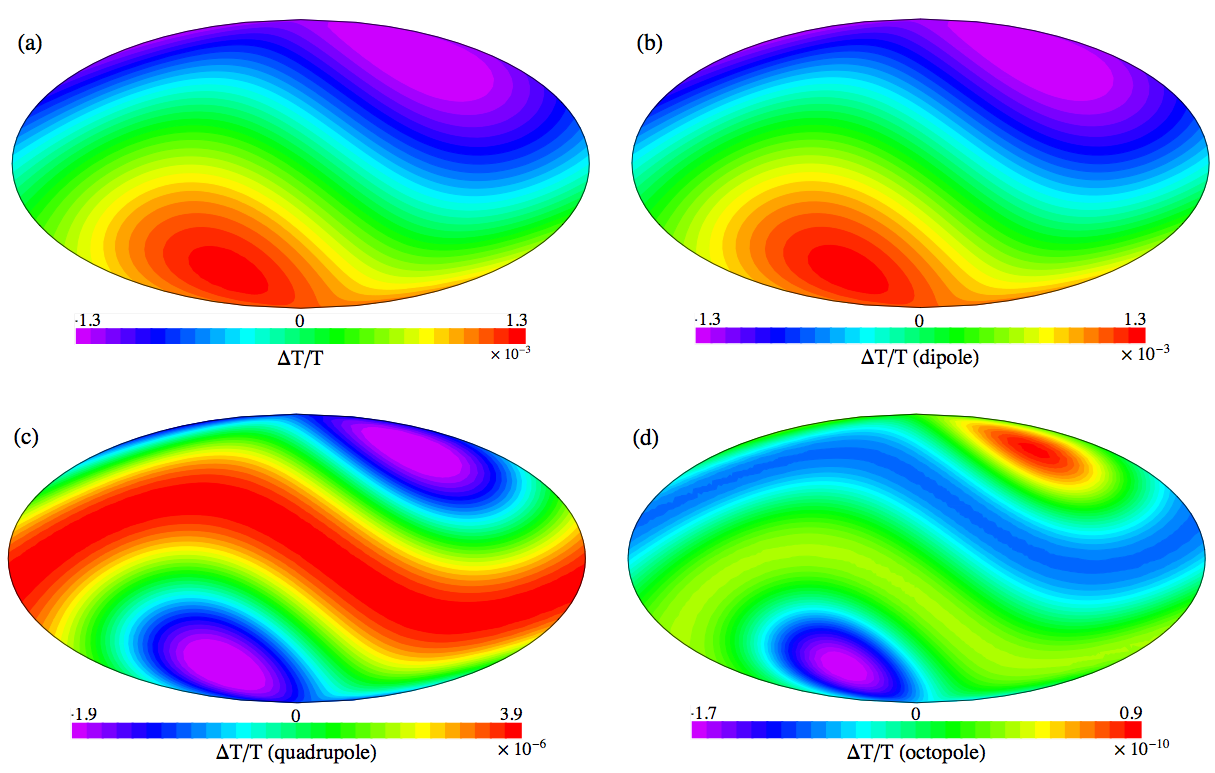 (a)
(b)
-1.3 0 1.3
× 10⁻³
ΔT/T
-1.3 0 1.3
× 10⁻³
ΔT/T (dipole)
(c)
(d)
-1.9 0 3.9
× 10⁻⁶
ΔT/T (quadrupole)
-1.7 0 0.9
× 10⁻¹⁰
ΔT/T (octopole)